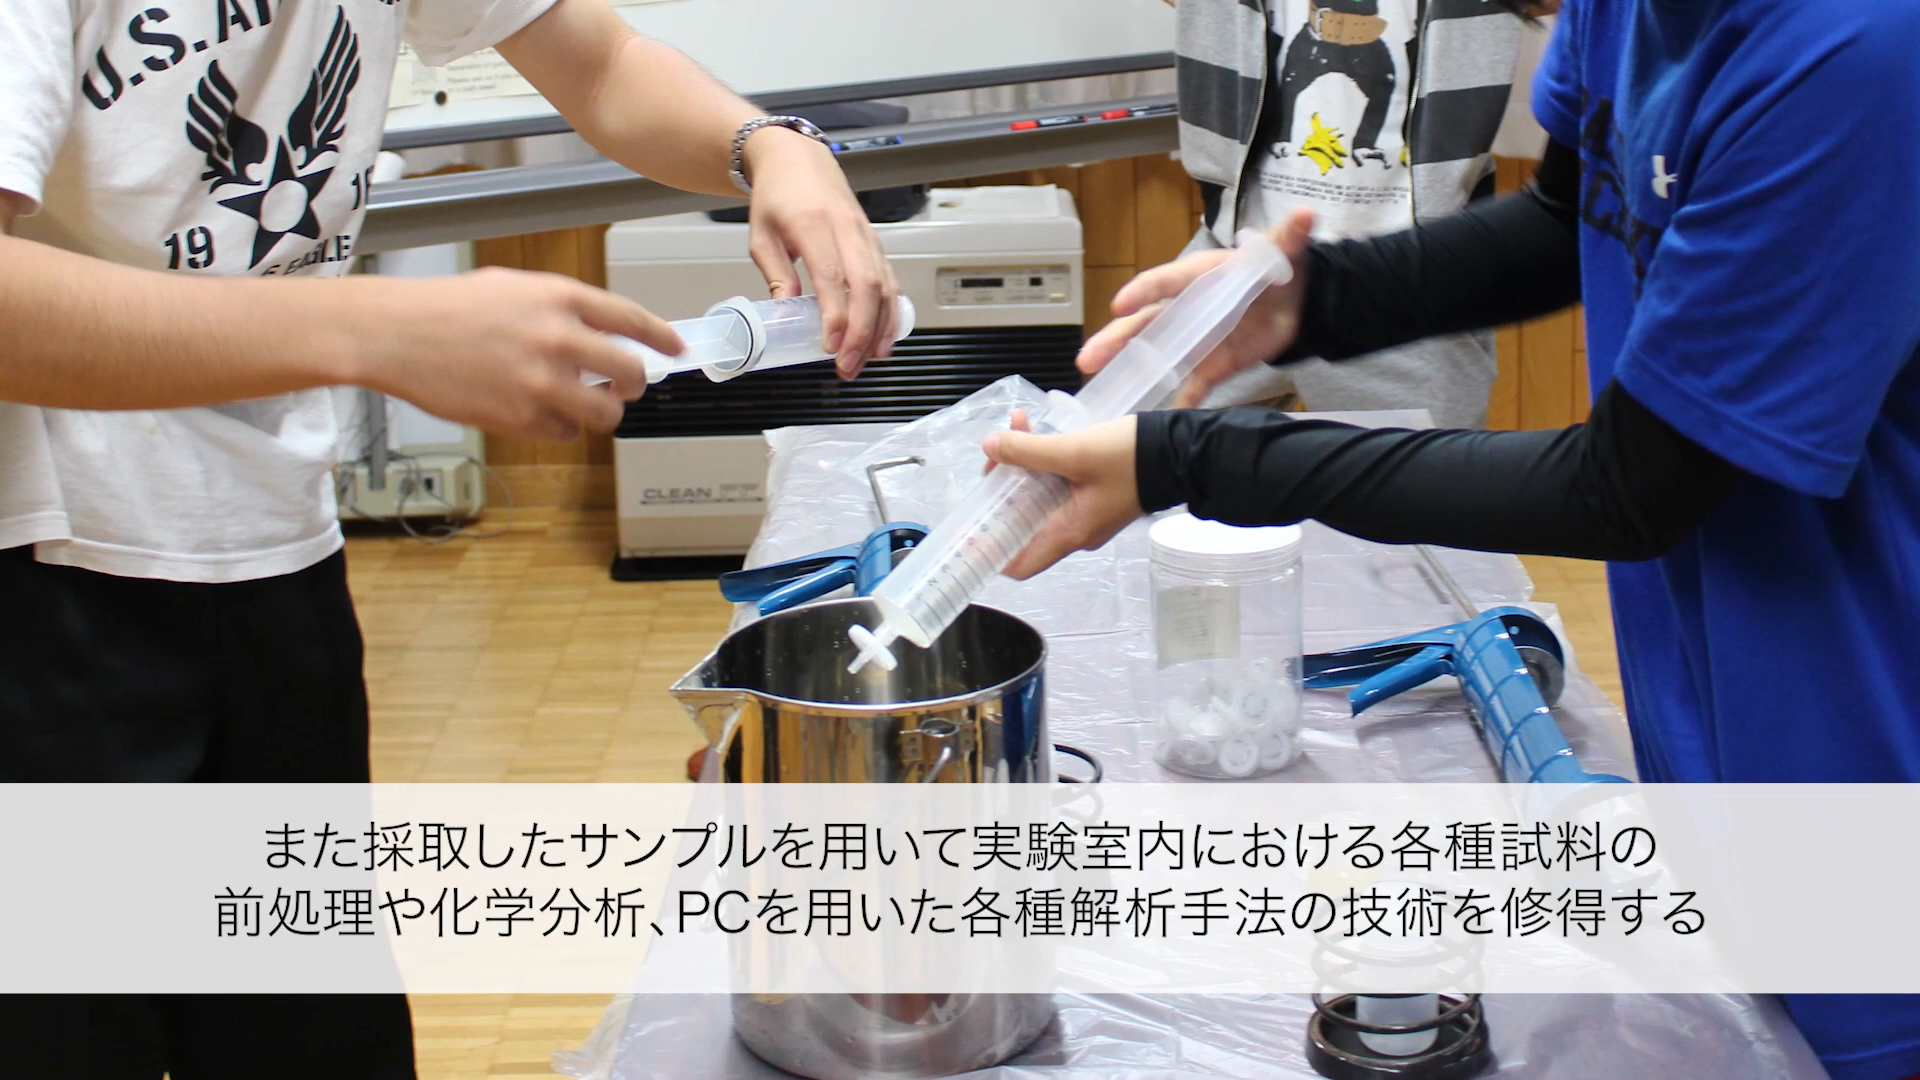 U.S. AI
19
CLEAN
また採取したサンプルを用いて実験室内における各種試料の
前処理や化学分析、PCを用いた各種解析手法の技術を修得する